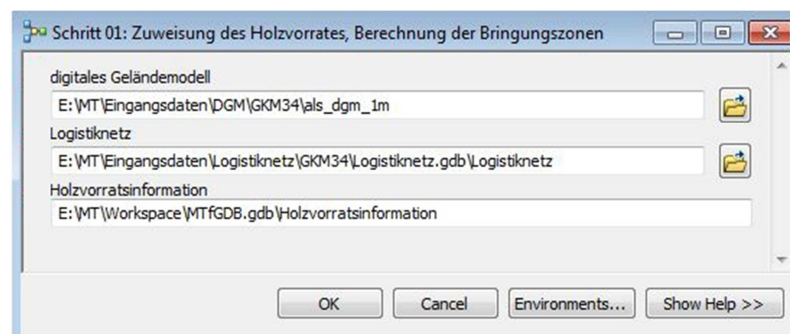 Schritt 01: Zuweisung des Holzvorrates, Berechnung der Bringungszonen
digitales Geländemodell
E:\MT\Eingangsdaten\DGM\GKM34\als_dgm_1m
Logistiknetz
E:\MT\Eingangsdaten\Logistiknetz\GKM34\Logistiknetz.gdb\Logistiknetz
Holzvorratsinformation
E:\MT\Workspace\MTfGDB.gdb\Holzvorratsinformation
OK Cancel Environments... Show Help >>